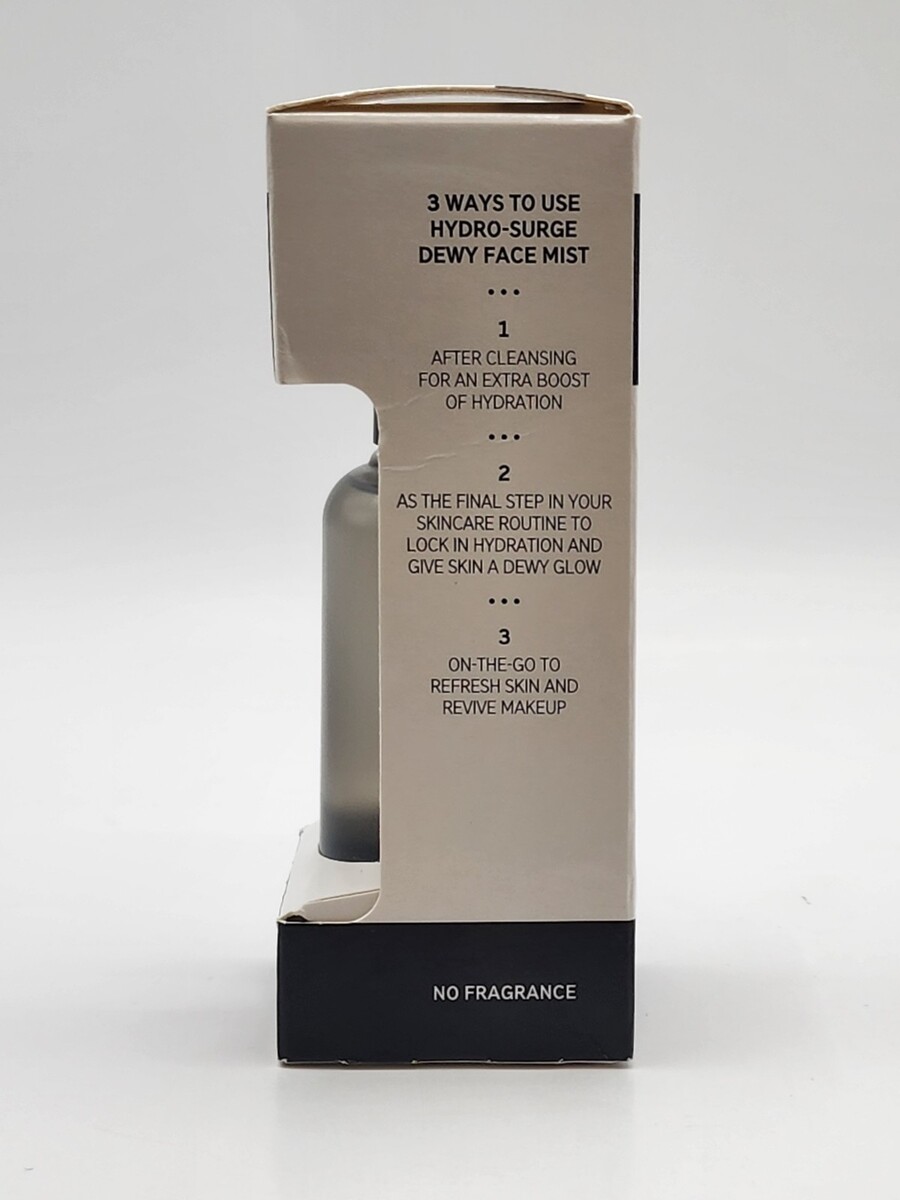 3 WAYS TO USE
HYDRO-SURGE
DEWY FACE MIST
•••
1
AFTER CLEANSING
FOR AN EXTRA BOOST
OF HYDRATION
•••
2
AS THE FINAL STEP IN YOUR
SKINCARE ROUTINE TO
LOCK IN HYDRATION AND
GIVE SKIN A DEWY GLOW
•••
3
ON-THE-GO TO
REFRESH SKIN AND
REVIVE MAKEUP
NO FRAGRANCE